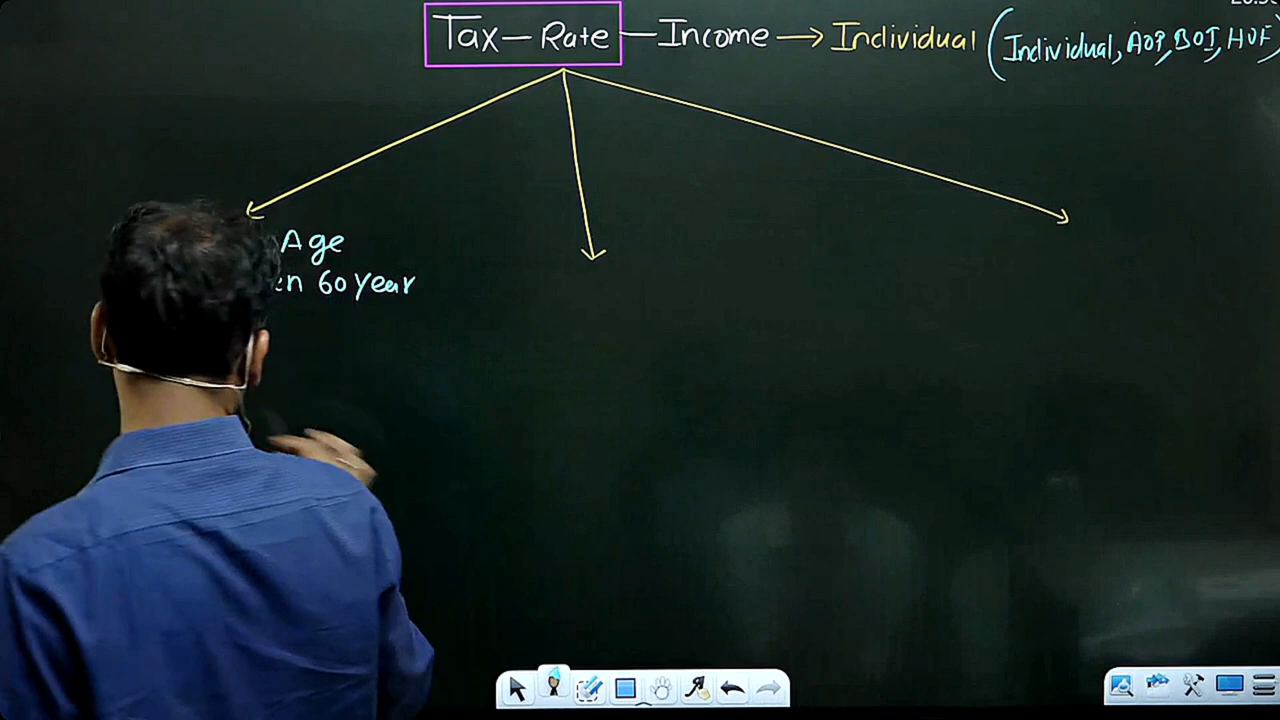 Tax - Rate - Income → Individual (Individual, AOP, BOI, HUF
Age
60 year